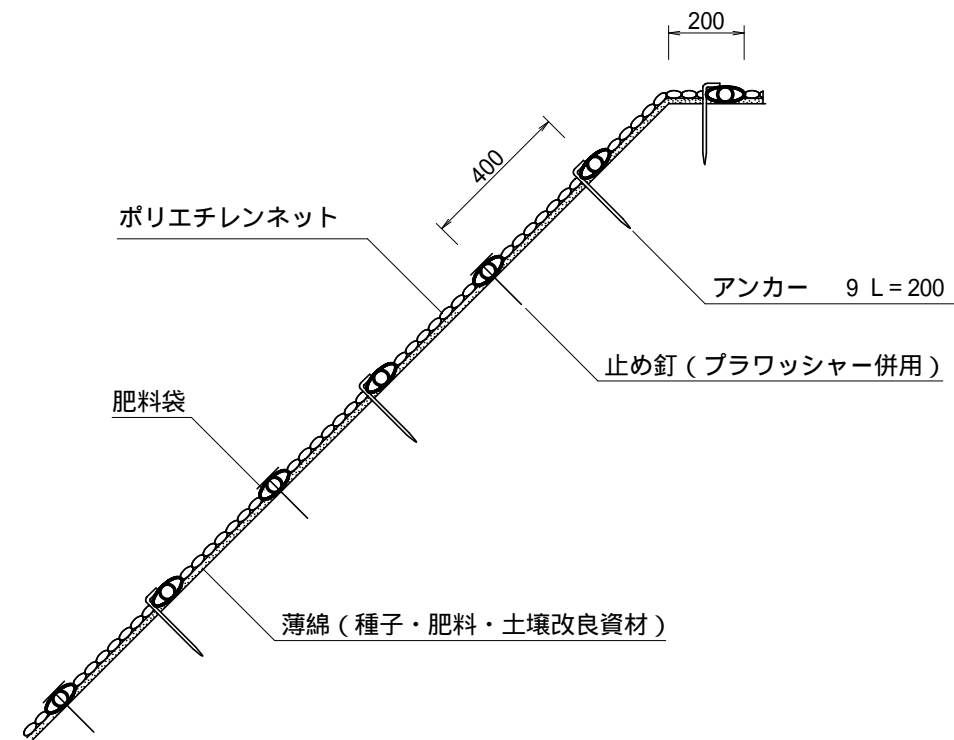 200
400
ポリエチレンネット
アンカー　9 L=200
止め釘（プラワッシャー併用）
肥料袋
薄綿（種子・肥料・土壌改良資材）